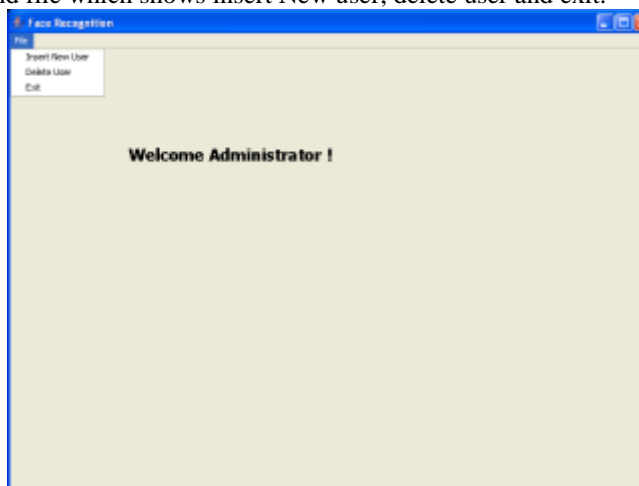 d file which shows insert New user, delete user and exit.
Face Recognition
File
Insert New User
Delete User
Exit
Welcome Administrator !